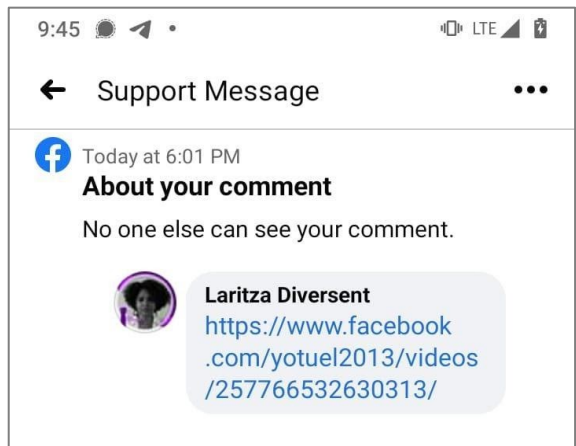 9:45 LTE
Support Message
Today at 6:01 PM
About your comment
No one else can see your comment.
Laritza Diversent
https://www.facebook
.com/yotuel2013/videos
/257766532630313/